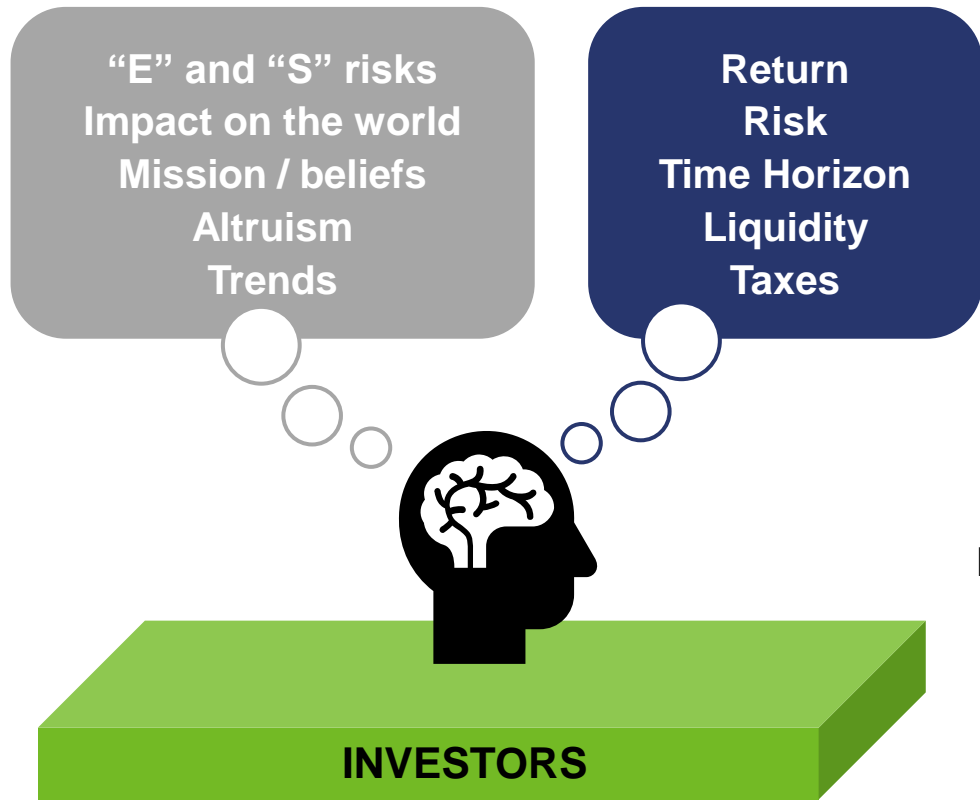 “E” and “S” risks
Impact on the world
Mission / beliefs
Altruism
Trends
Return
Risk
Time Horizon
Liquidity
Taxes
INVESTORS